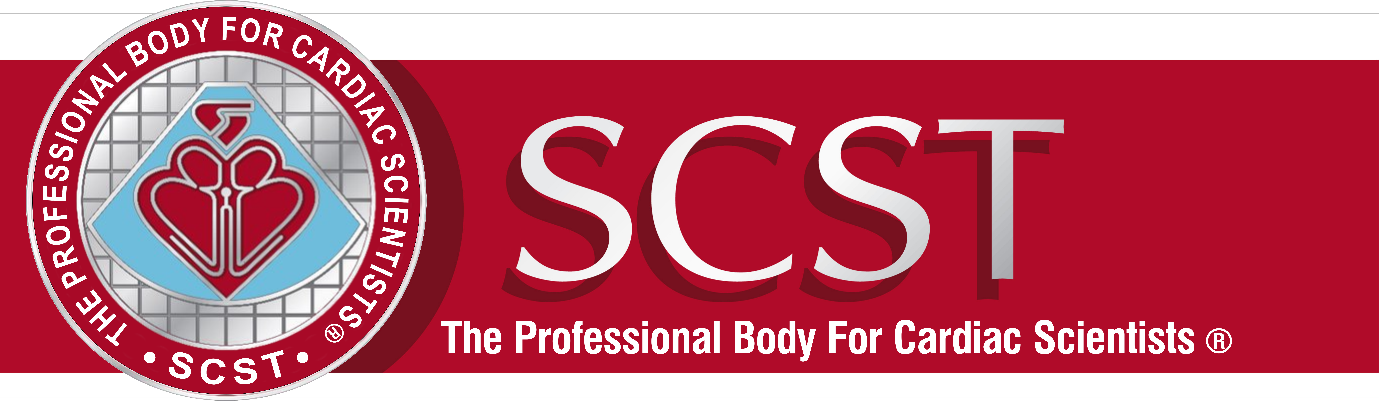 THE PROFESSIONAL BODY FOR CARDIAC SCIENTISTS ®
• SCST •
SCST
The Professional Body For Cardiac Scientists ®